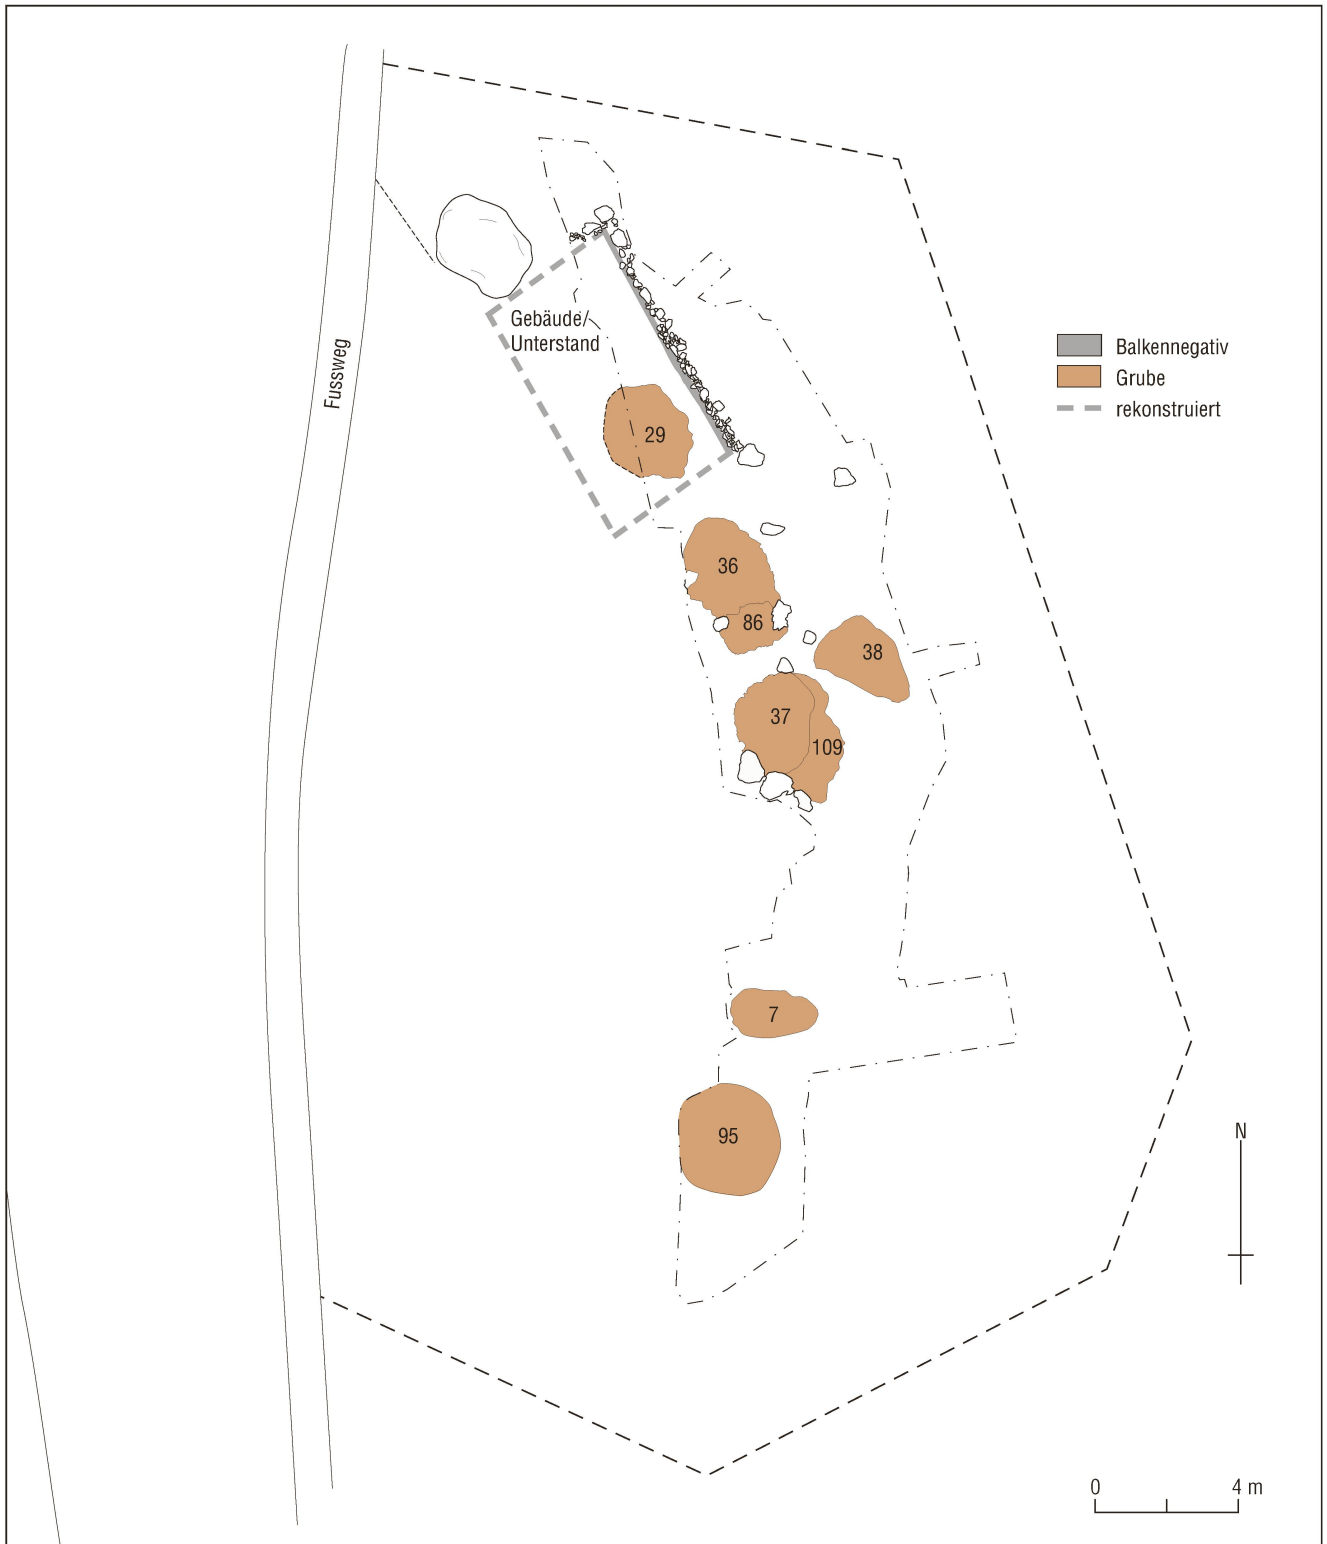 Fussweg
Gebäude/
Unterstand
29
36
86
38
37
109
7
95
Balkennegativ
Grube
rekonstruiert
N
0 4 m